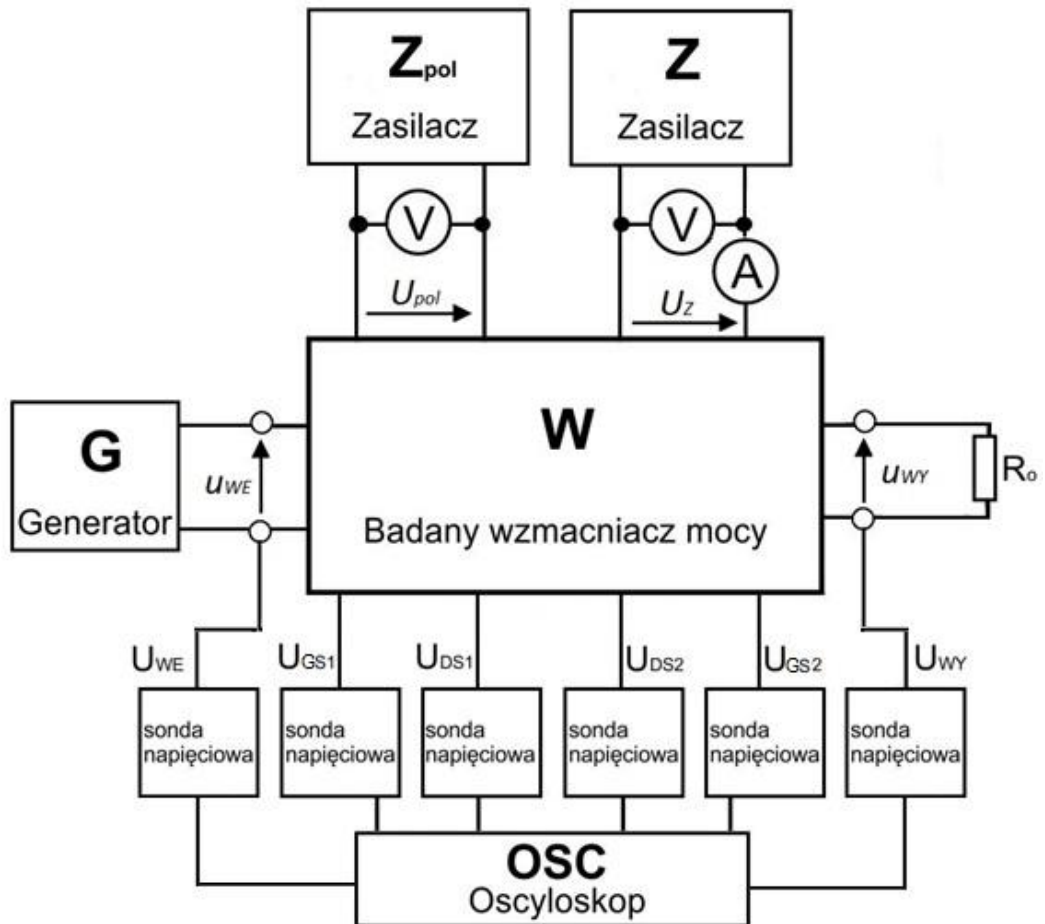 Zpol
Zasilacz
Z
Zasilacz
V
V
A
Upol
UZ
G
Generator
uWE
W
Badany wzmacniacz mocy
uWY
Ro
UWE
UGS1
UDS1
UDS2
UGS2
UWY
sonda
napięciowa
sonda
napięciowa
sonda
napięciowa
sonda
napięciowa
sonda
napięciowa
sonda
napięciowa
OSC
Oscyloskop